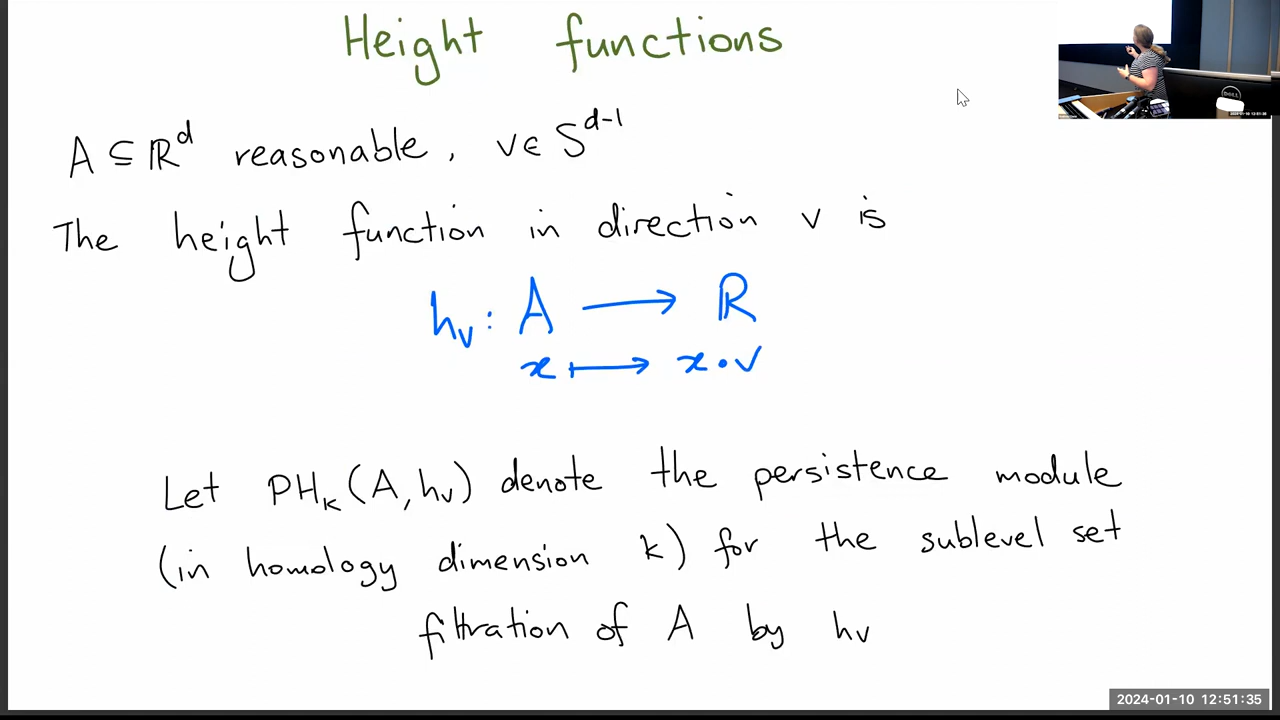 Height functions
A ⊆ ℝ^d reasonable, v ∈ S^{d-1}
The height function in direction v is
h_v : A ⟶ ℝ
x ⟼ x • v
Let PH_k(A, h_v) denote the persistence module
(in homology dimension k) for the sublevel set
filtration of A by h_v
DELL
2024-01-10 12:51:35